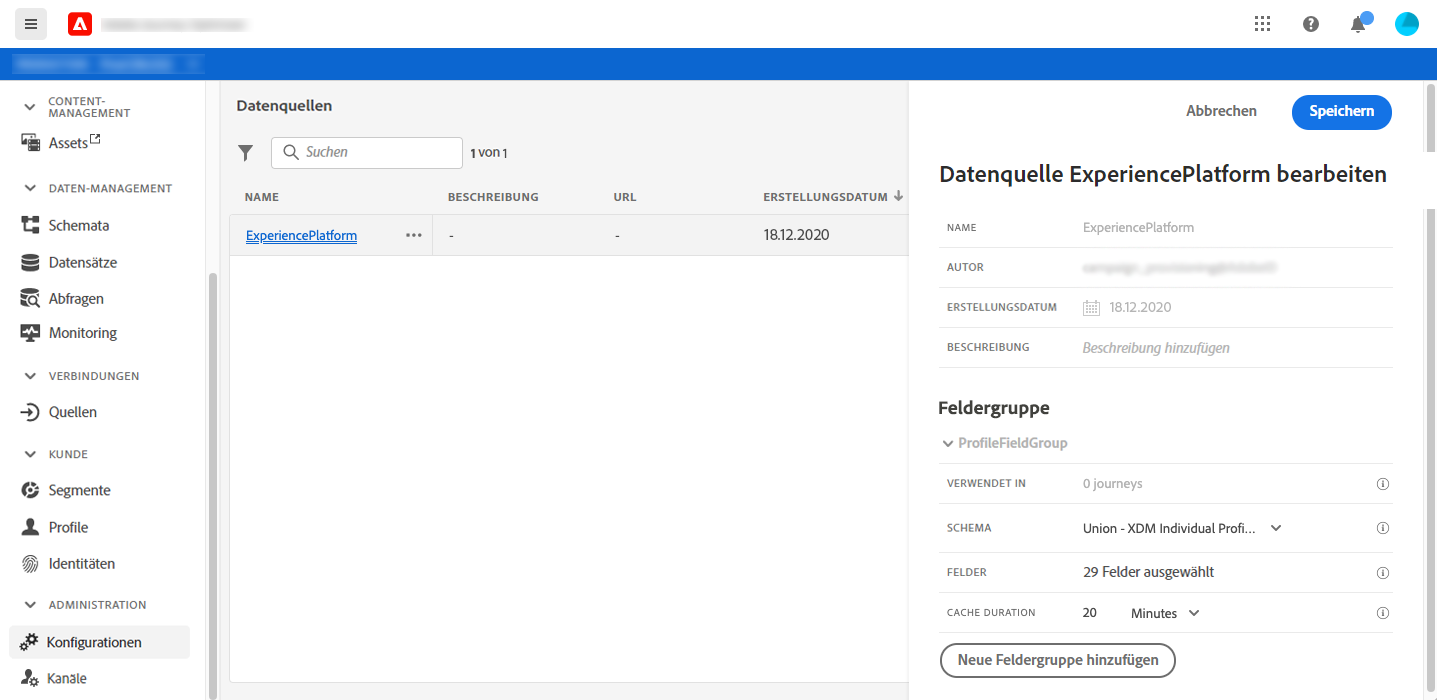 CONTENT-
MANAGEMENT
Assets
DATEN-MANAGEMENT
Schemata
Datensätze
Abfragen
Monitoring
VERBINDUNGEN
Quellen
KUNDE
Segmente
Profile
Identitäten
ADMINISTRATION
Konfigurationen
Kanäle
Datenquellen
Suchen
1 von 1
NAME BESCHREIBUNG URL ERSTELLUNGSDATUM
ExperiencePlatform - - 18.12.2020
Abbrechen Speichern
Datenquelle ExperiencePlatform bearbeiten
NAME ExperiencePlatform
AUTOR
ERSTELLUNGSDATUM 18.12.2020
BESCHREIBUNG Beschreibung hinzufügen
Feldergruppe
ProfileFieldGroup
VERWENDET IN 0 journeys
SCHEMA Union - XDM Individual Profi...
FELDER 29 Felder ausgewählt
CACHE DURATION 20 Minutes
Neue Feldergruppe hinzufügen